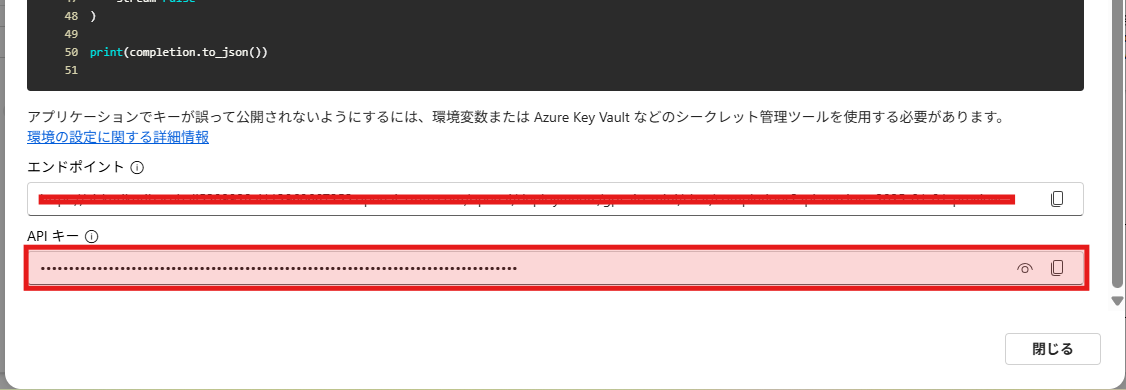 48 )
49
50 print(completion.to_json())
51
アプリケーションでキーが誤って公開されないようにするには、環境変数または Azure Key Vault などのシークレット管理ツールを使用する必要があります。
環境の設定に関する詳細情報
エンドポイント
API キー
••••••••••••••••••••••••••••••••••••••••••••••••••••••••••••••••••••••••••••••••••••
閉じる